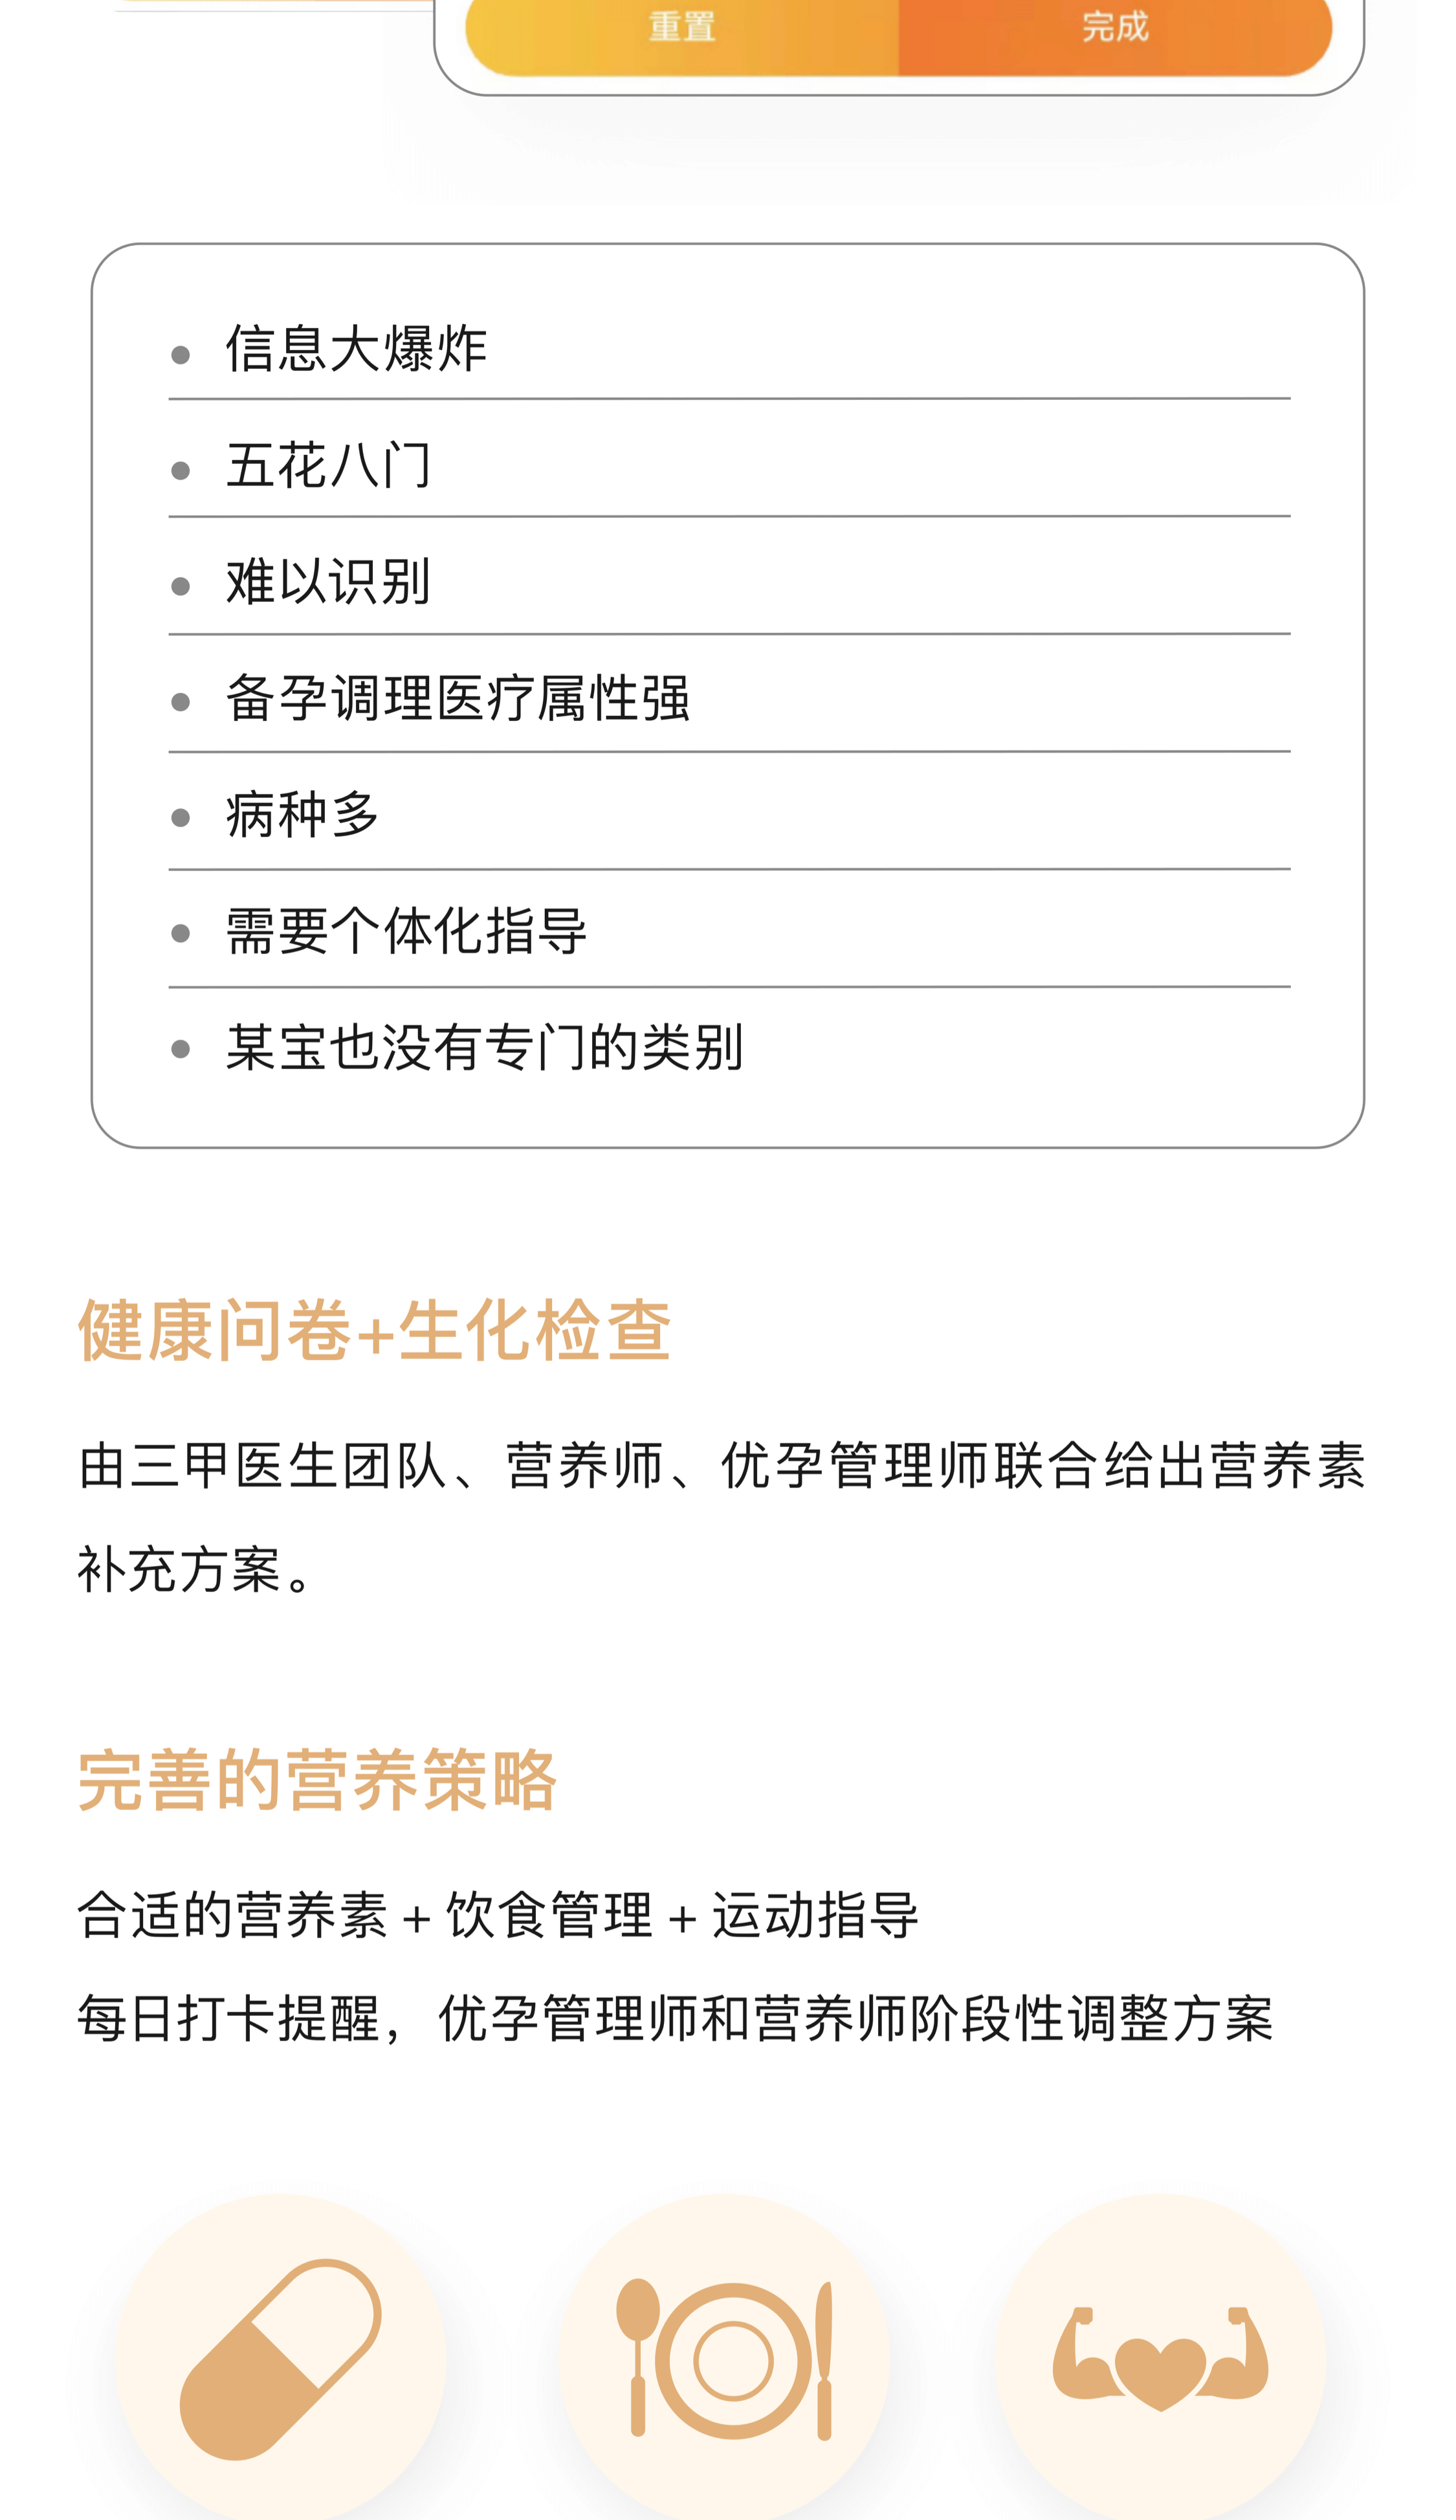 重置 完成
信息大爆炸
五花八门
难以识别
备孕调理医疗属性强
病种多
需要个体化指导
某宝也没有专门的类别
健康问卷+生化检查
由三甲医生团队、营养师、优孕管理师联合给出营养素
补充方案。
完善的营养策略
合适的营养素 + 饮食管理 + 运动指导
每日打卡提醒，优孕管理师和营养师阶段性调整方案